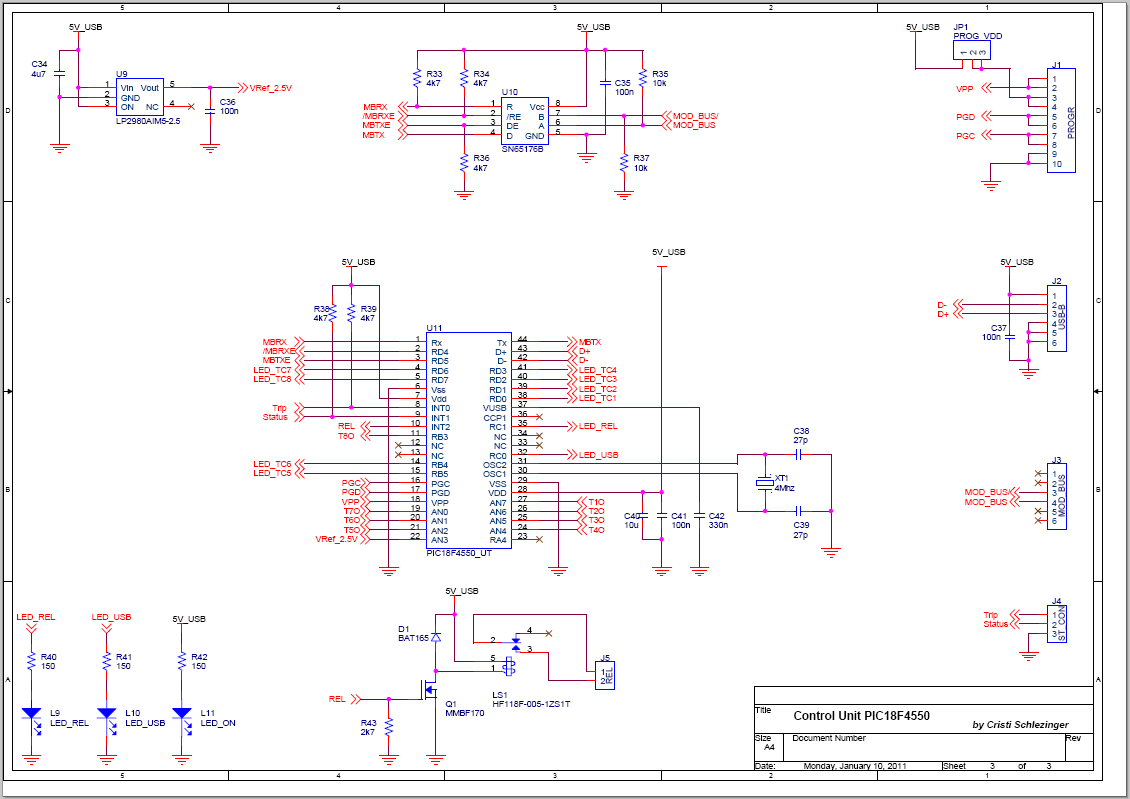 5 4 3 2 1
D C B A
5V_USB
C34
4u7
U9
1 Vin Vout 5
2 GND
3 ON NC 4
LP2980AIM5-2.5
VRef_2.5V
C36
100n
5V_USB
R33
4k7
R34
4k7
C35
100n
R35
10k
U10
MBRX 1 R Vcc 8
/MBRXE 2 /RE B 7 MOD_BUS/
MBTXE 3 DE A 6 MOD_BUS
MBTX 4 D GND 5
SN65176B
R36
4k7
R37
10k
5V_USB
JP1
PROG_VDD
1 2 3
J1
VPP
PGD
PGC
1
2
3
4
5
6
7
8
9
10
PROGR
5V_USB
R38
4k7
R39
4k7
U11
MBRX 1 Rx Tx 44 MBTX
/MBRXE 2 RD4 D+ 43 D+
MBTXE 3 RD5 D- 42 D-
LED_TC7 4 RD6 RD3 41 LED_TC4
LED_TC8 5 RD7 RD2 40 LED_TC3
6 Vss RD1 39 LED_TC2
7 Vdd RD0 38 LED_TC1
Trip 8 INT0 VUSB 37
Status 9 INT1 CCP1 36
REL 10 INT2 RC1 35 LED_REL
T8O 11 RB3 NC 34
12 NC NC 33
13 NC RC0 32 LED_USB
LED_TC6 14 RB4 OSC2 31
LED_TC5 15 RB5 OSC1 30
PGC 16 PGC VSS 29
PGD 17 PGD VDD 28
VPP 18 VPP AN7 27 T1O
T7O 19 AN0 AN6 26 T2O
T6O 20 AN1 AN5 25 T3O
T5O 21 AN2 AN4 24 T4O
VRef_2.5V 22 AN3 RA4 23
PIC18F4550_UT
5V_USB
C40
10u
C41
100n
C42
330n
C38
27p
XT1
4Mhz
C39
27p
5V_USB
J2
D-
D+
C37
100n
1
2
3
4
5
6
USB-B
J3
MOD_BUS/
MOD_BUS
1
2
3
4
5
6
MOD_BUS
J4
Trip
Status
1
2
3
ST_CON
LED_REL
LED_USB
5V_USB
R40
150
R41
150
R42
150
L9
LED_REL
L10
LED_USB
L11
LED_ON
5V_USB
D1
BAT165
REL
R43
2k7
Q1
MMBF170
2
4
3
5
1
LS1
HF118F-005-1ZS1T
J5
1
2
REL
Title
Control Unit PIC18F4550
by Cristi Schlezinger
Size
A4
Document Number
Rev
Date: Monday, January 10, 2011 Sheet 3 of 3
5 4 3 2 1
D C B A